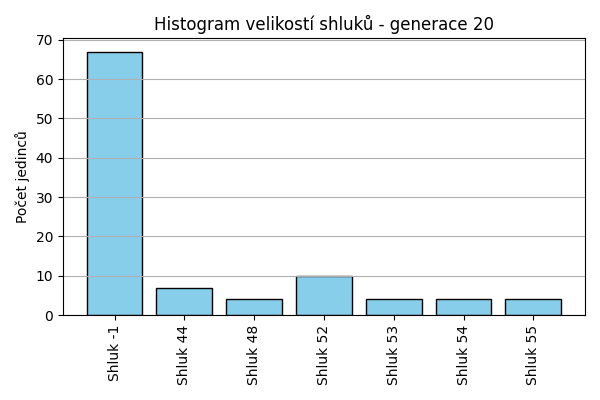 Histogram velikostí shluků - generace 20
Počet jedinců
70
60
50
40
30
20
10
0
Shluk -1
Shluk 44
Shluk 48
Shluk 52
Shluk 53
Shluk 54
Shluk 55